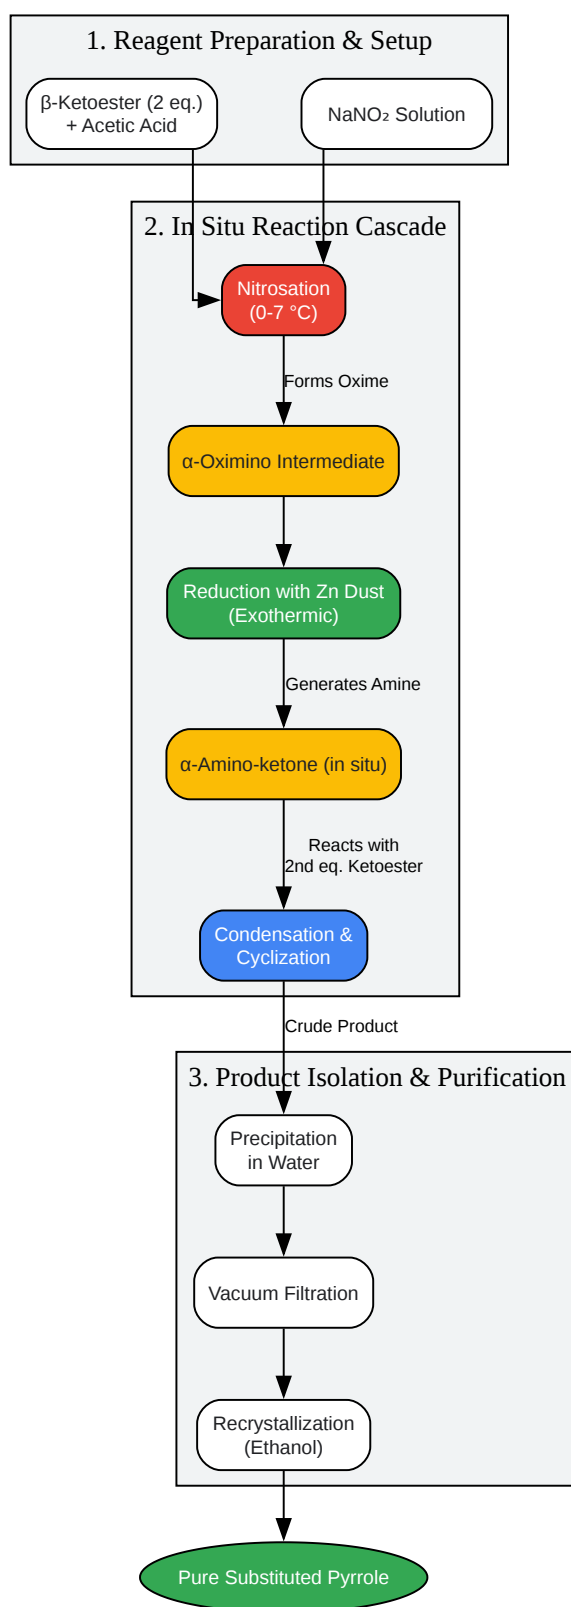 1. Reagent Preparation & Setup
β-Ketoester (2 eq.)
+ Acetic Acid
NaNO₂ Solution
2. In Situ Reaction Cascade
Nitrosation
(0-7 °C)
Forms Oxime
α-Oximino Intermediate
Reduction with Zn Dust
(Exothermic)
Generates Amine
α-Amino-ketone (in situ)
Reacts with
2nd eq. Ketoester
Condensation &
Cyclization
Crude Product
3. Product Isolation & Purification
Precipitation
in Water
Vacuum Filtration
Recrystallization
(Ethanol)
Pure Substituted Pyrrole